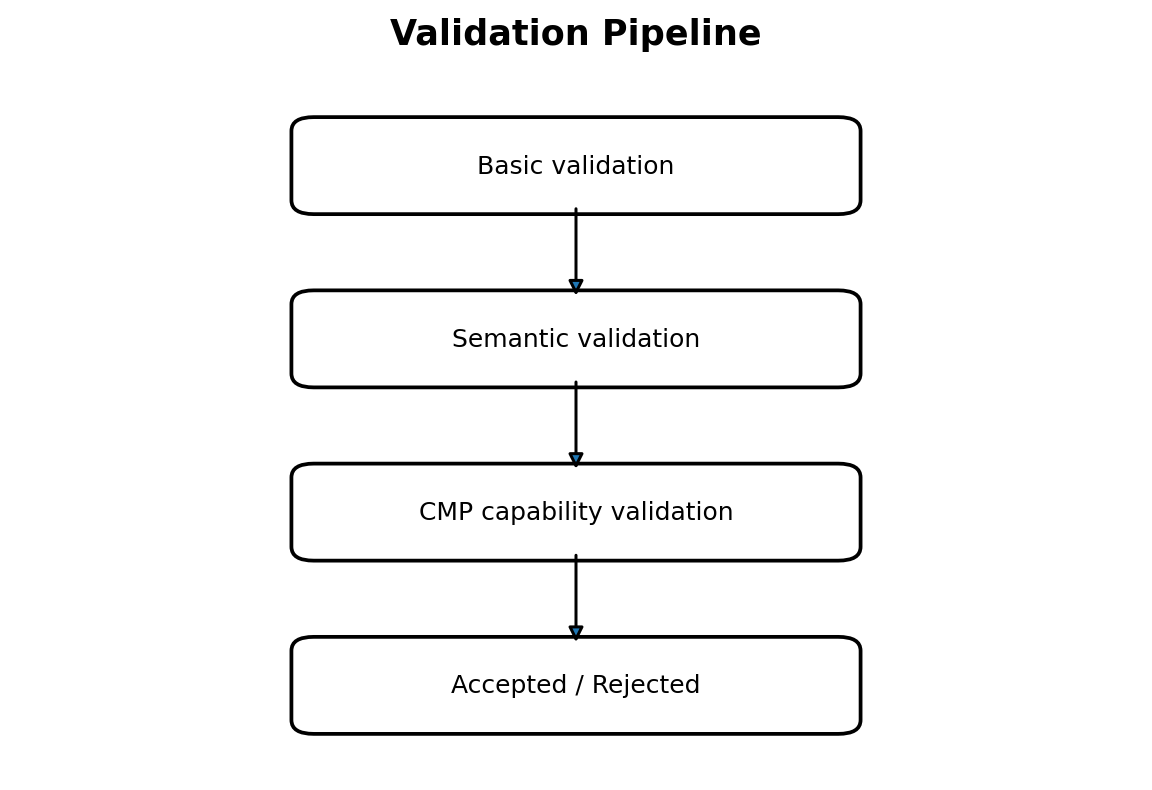 Validation Pipeline
Basic validation
Semantic validation
CMP capability validation
Accepted / Rejected